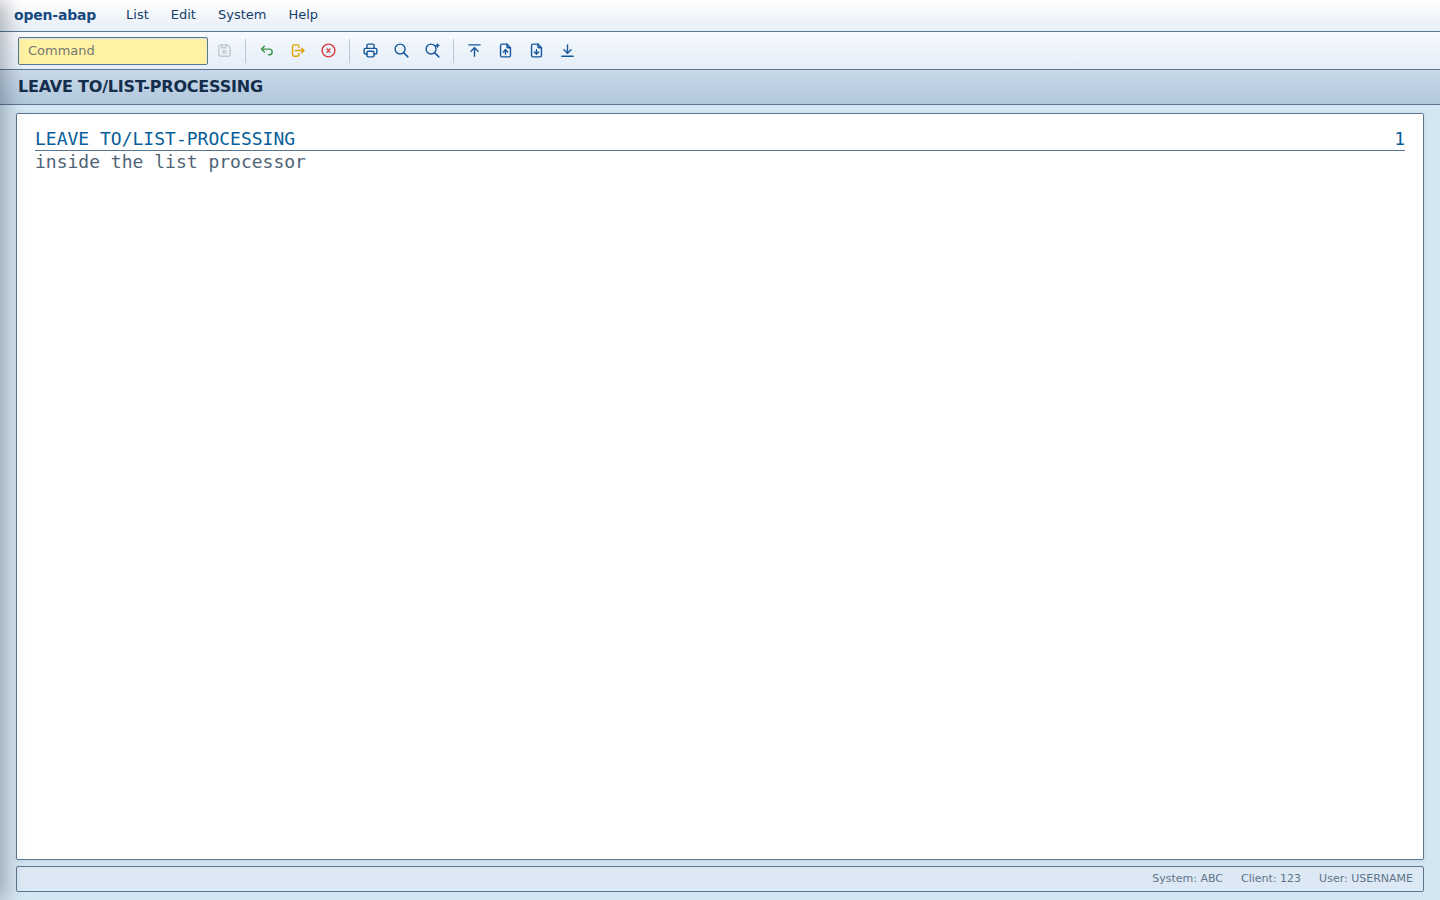 open-abap List Edit System Help
Command
LEAVE TO/LIST-PROCESSING
LEAVE TO/LIST-PROCESSING 1
inside the list processor
System: ABC Client: 123 User: USERNAME